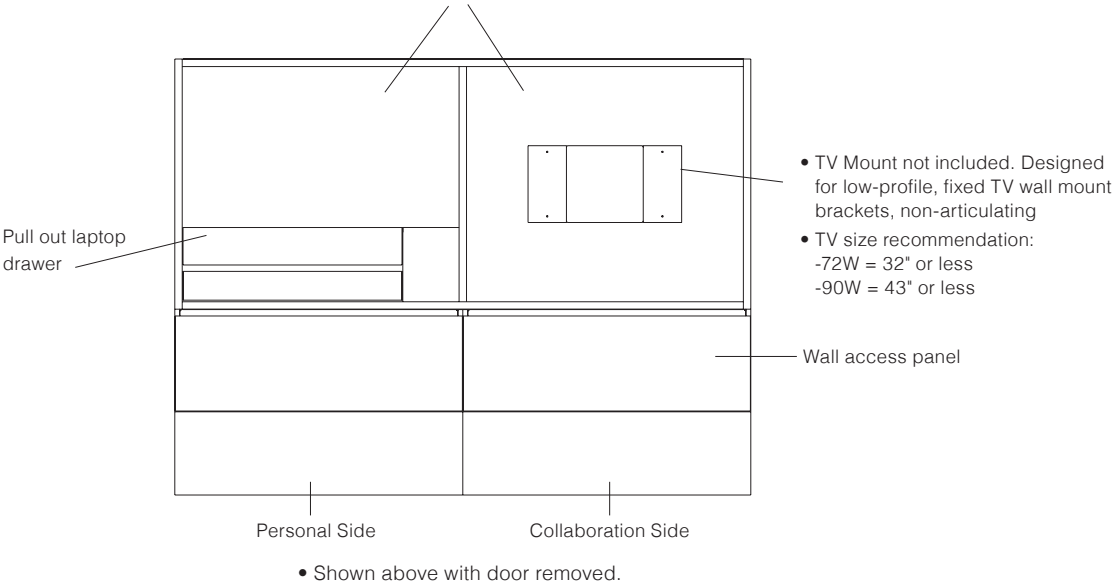 • TV Mount not included. Designed
for low-profile, fixed TV wall mount
brackets, non-articulating
• TV size recommendation:
-72W = 32" or less
-90W = 43" or less
Pull out laptop
drawer
Wall access panel
Personal Side
Collaboration Side
• Shown above with door removed.